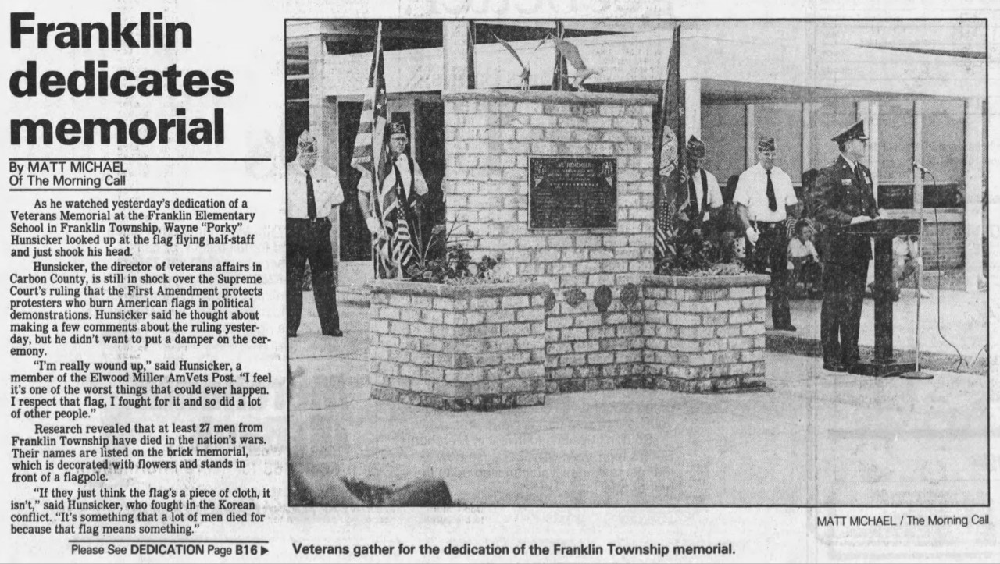 Franklin
dedicates
memorial
By MATT MICHAEL
Of The Morning Call
As he watched yesterday's dedication of a
Veterans Memorial at the Franklin Elementary
School in Franklin Township, Wayne "Porky"
Hunsicker looked up at the flag flying half-staff
and just shook his head.
Hunsicker, the director of veterans affairs in
Carbon County, is still in shock over the Supreme
Court's ruling that the First Amendment protects
protesters who burn American flags in political
demonstrations. Hunsicker said he thought about
making a few comments about the ruling yester-
day, but he didn't want to put a damper on the cer-
emony.
"I'm really wound up," said Hunsicker, a
member of the Elwood Miller AmVets Post. "I feel
it's one of the worst things that could ever happen.
I respect that flag, I fought for it and so did a lot
of other people."
Research revealed that at least 27 men from
Franklin Township have died in the nation's wars.
Their names are listed on the brick memorial,
which is decorated with flowers and stands in
front of a flagpole.
"If they just think the flag's a piece of cloth, it
isn't," said Hunsicker, who fought in the Korean
conflict. "It's something that a lot of men died for
because that flag means something."
Please See DEDICATION Page B16 ▶
WE REMEMBER
MATT MICHAEL / The Morning Call
Veterans gather for the dedication of the Franklin Township memorial.